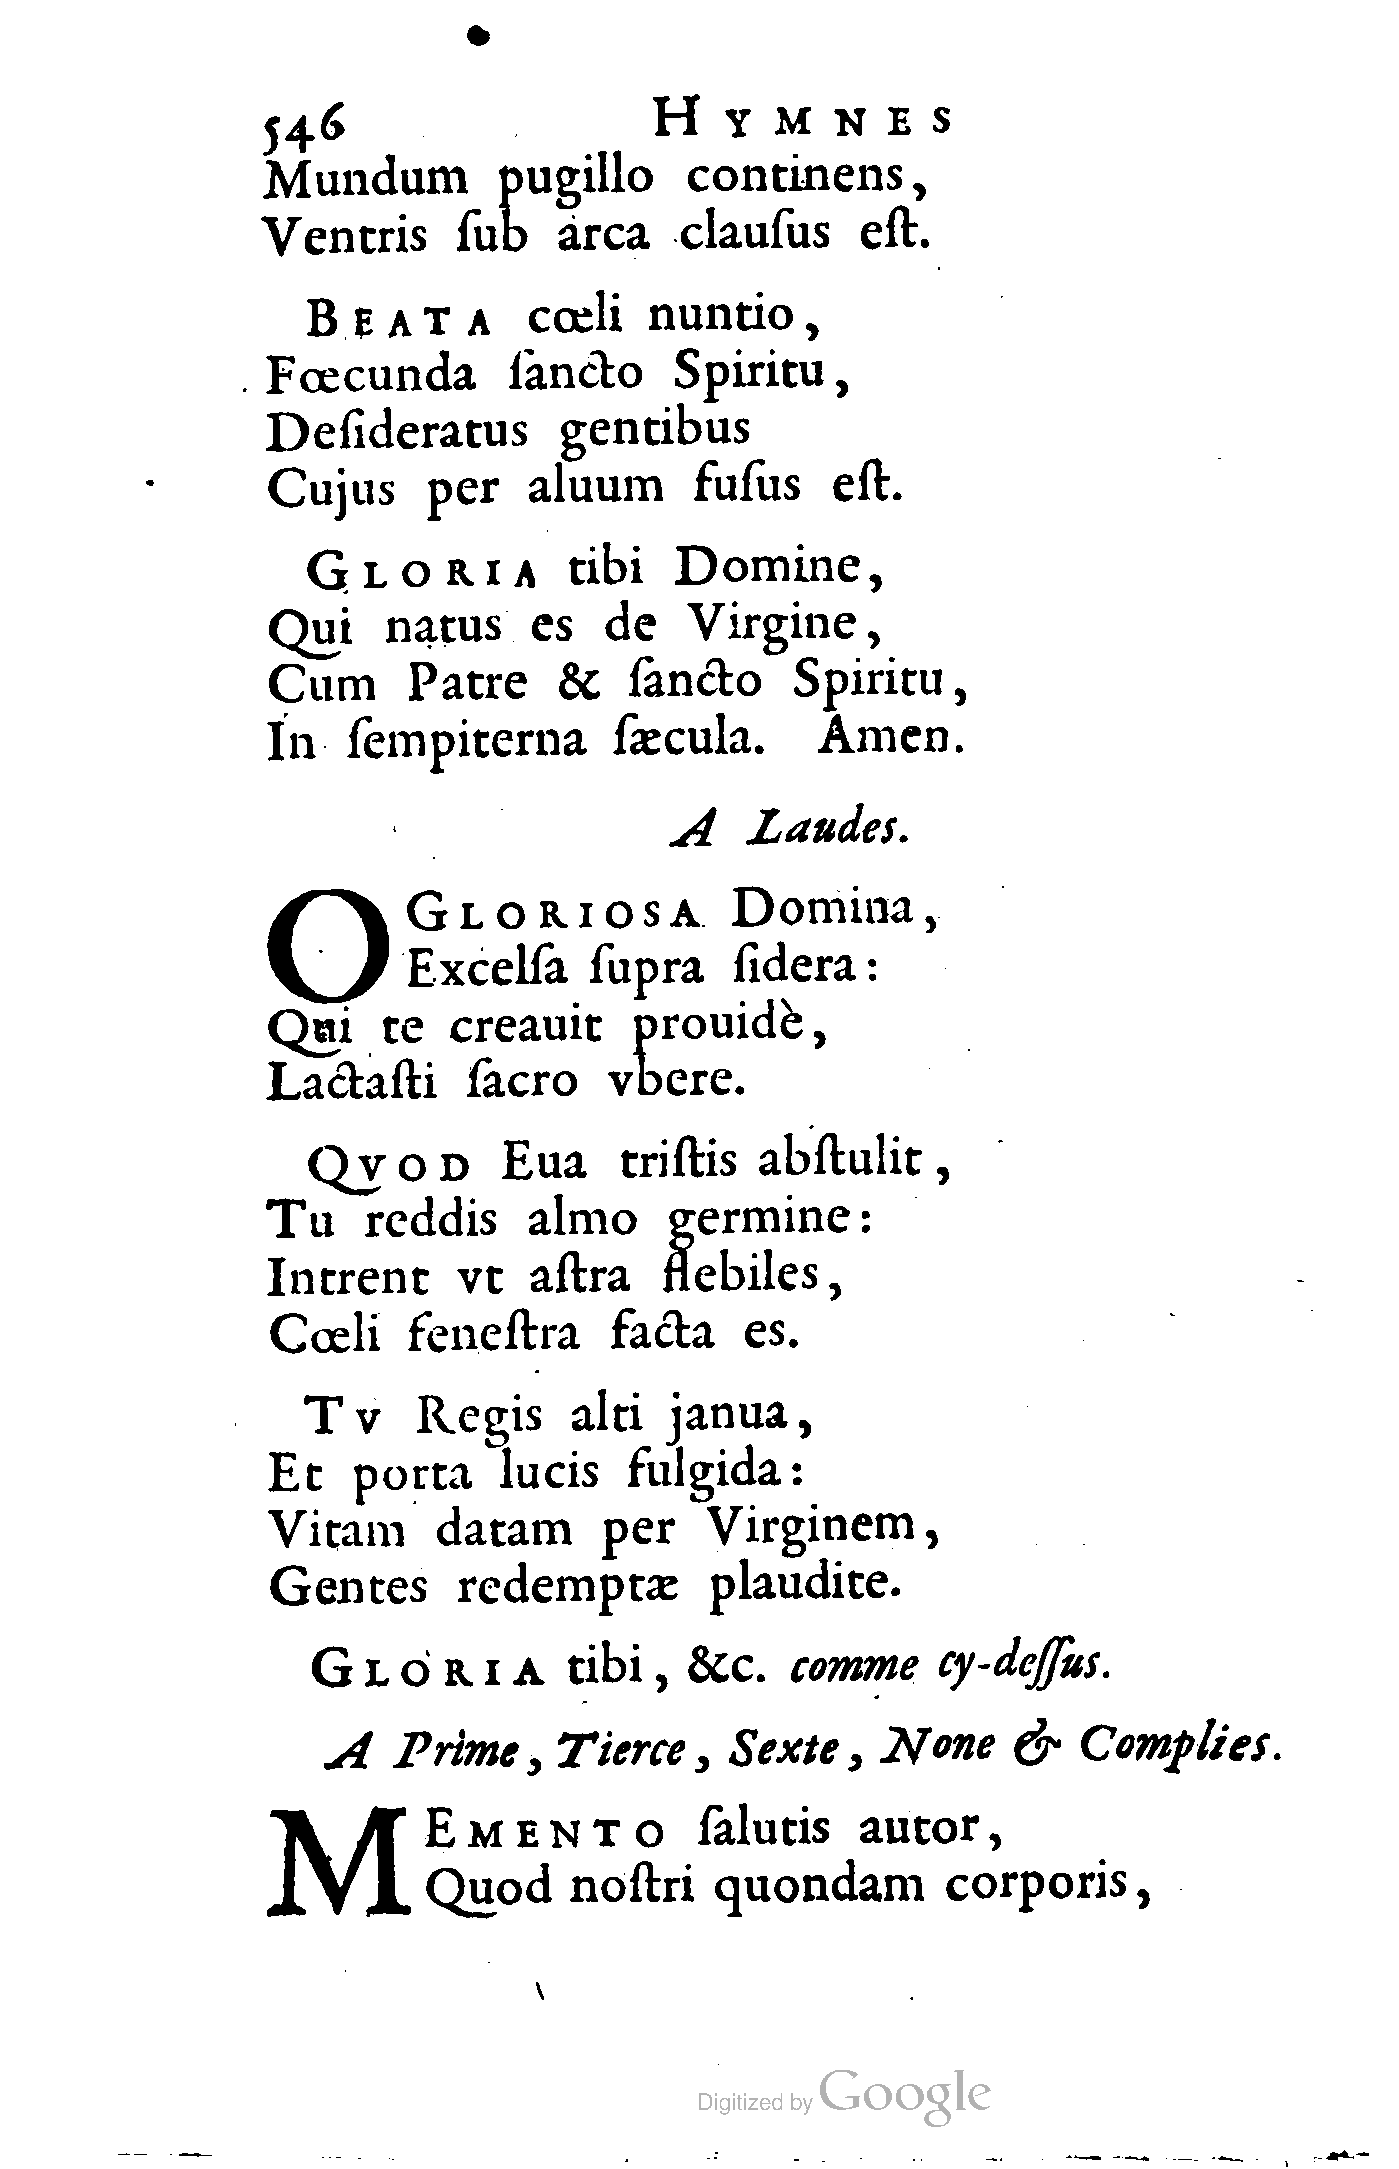 546 HYMNES
Mundum pugillo continens,
Ventris ſub arca clauſus eſt.
BEATA cœli nuntio,
Fœcunda ſancto Spiritu,
Deſideratus gentibus
Cujus per aluum fuſus eſt.
GLORIA tibi Domine,
Qui natus es de Virgine,
Cum Patre & ſancto Spiritu,
In ſempiterna ſæcula. Amen.
A Laudes.
O GLORIOSA Domina,
Excelſa ſupra ſidera:
Qui te creauit prouidè,
Lactaſti ſacro vbere.
QVOD Eua triſtis abſtulit,
Tu reddis almo germine:
Intrent vt aſtra flebiles,
Cœli feneſtra facta es.
TV Regis alti janua,
Et porta lucis fulgida:
Vitam datam per Virginem,
Gentes redemptæ plaudite.
GLORIA tibi, &c. comme cy-deſſus.
A Prime, Tierce, Sexte, None & Complies.
MEMENTO ſalutis autor,
Quod noſtri quondam corporis,
Digitized by Google